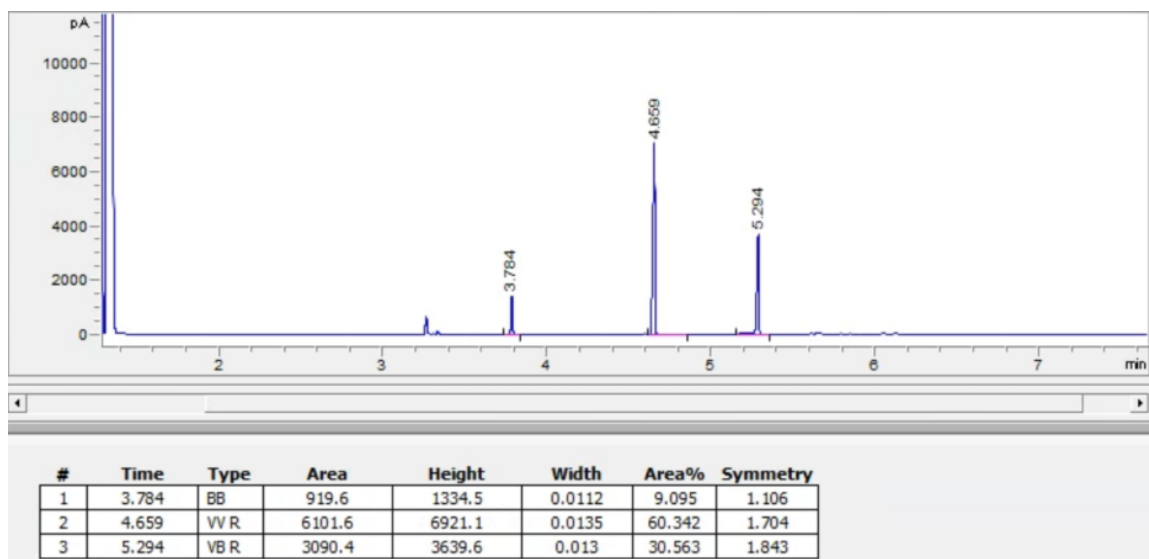 pA
10000
8000
6000
4000
2000
0
3.784
4.659
5.294
2 3 4 5 6 7 min
# Time Type Area Height Width Area% Symmetry
1 3.784 BB 919.6 1334.5 0.0112 9.095 1.106
2 4.659 VV R 6101.6 6921.1 0.0135 60.342 1.704
3 5.294 VB R 3090.4 3639.6 0.013 30.563 1.843